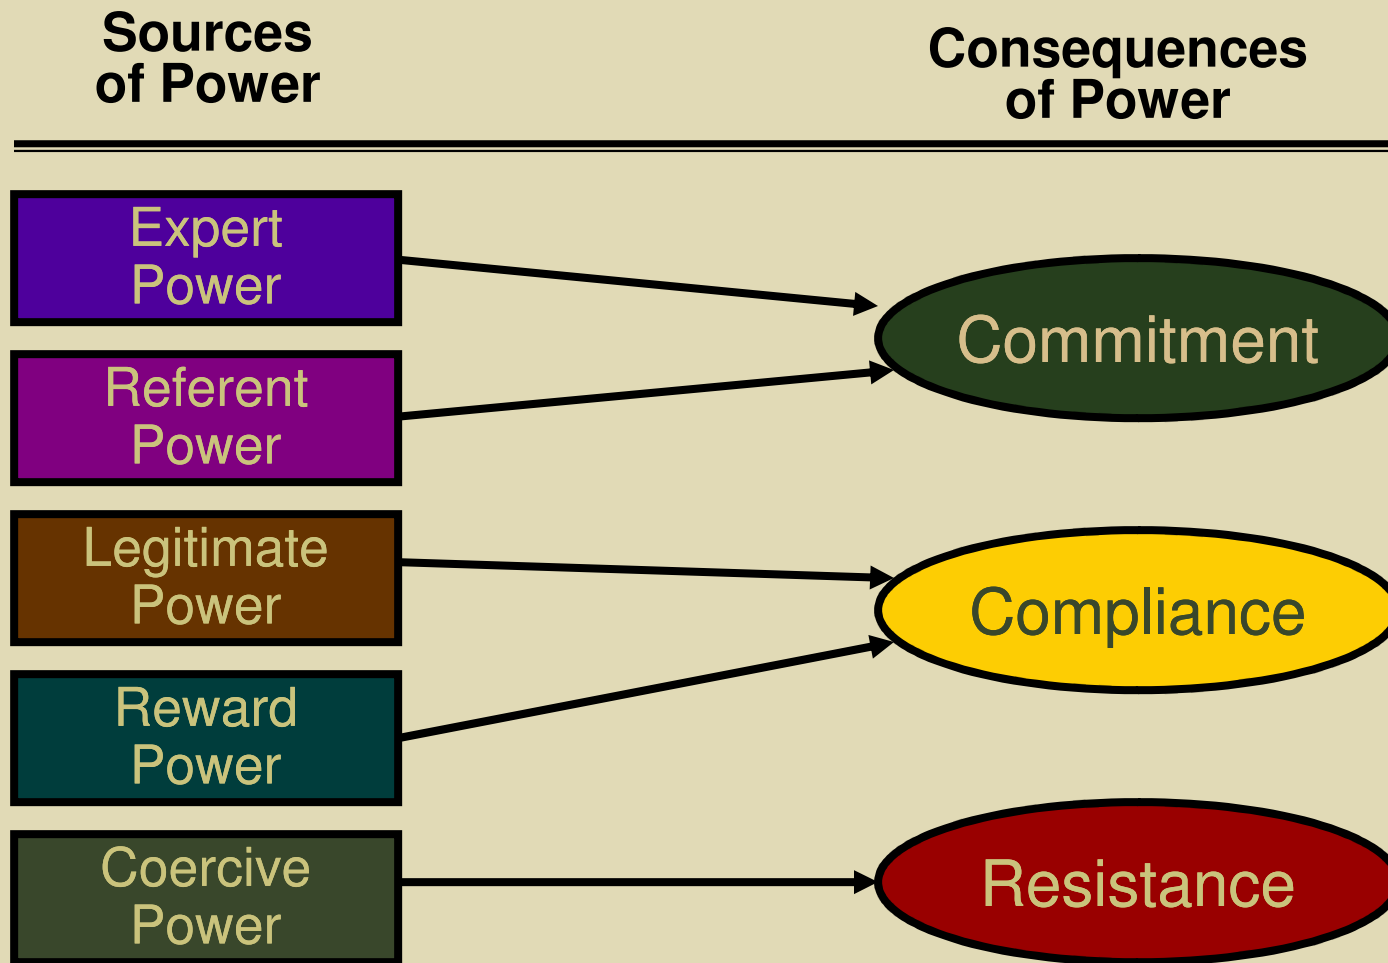 Sources
of Power
Consequences
of Power
Expert
Power
Referent
Power
Legitimate
Power
Reward
Power
Coercive
Power
Commitment
Compliance
Resistance